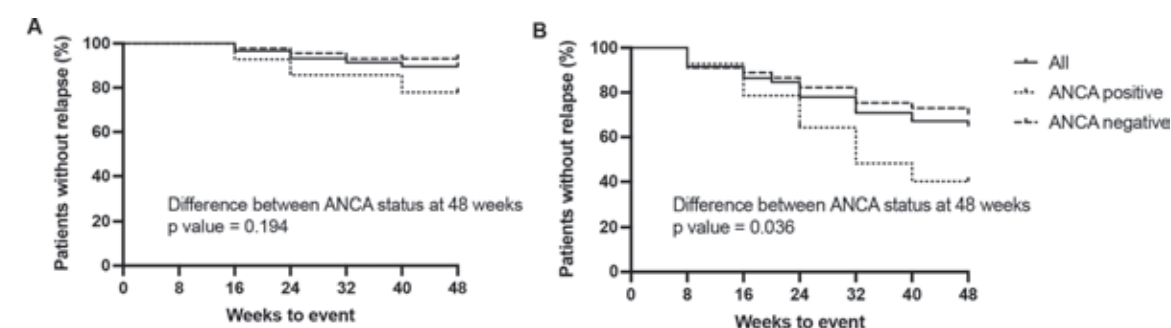 A
Patients without relapse (%)
100
80
60
40
20
0
Difference between ANCA status at 48 weeks
p value = 0.194
0 8 16 24 32 40 48
Weeks to event
B
Patients without relapse (%)
100
80
60
40
20
0
Difference between ANCA status at 48 weeks
p value = 0.036
0 8 16 24 32 40 48
Weeks to event
All
ANCA positive
ANCA negative